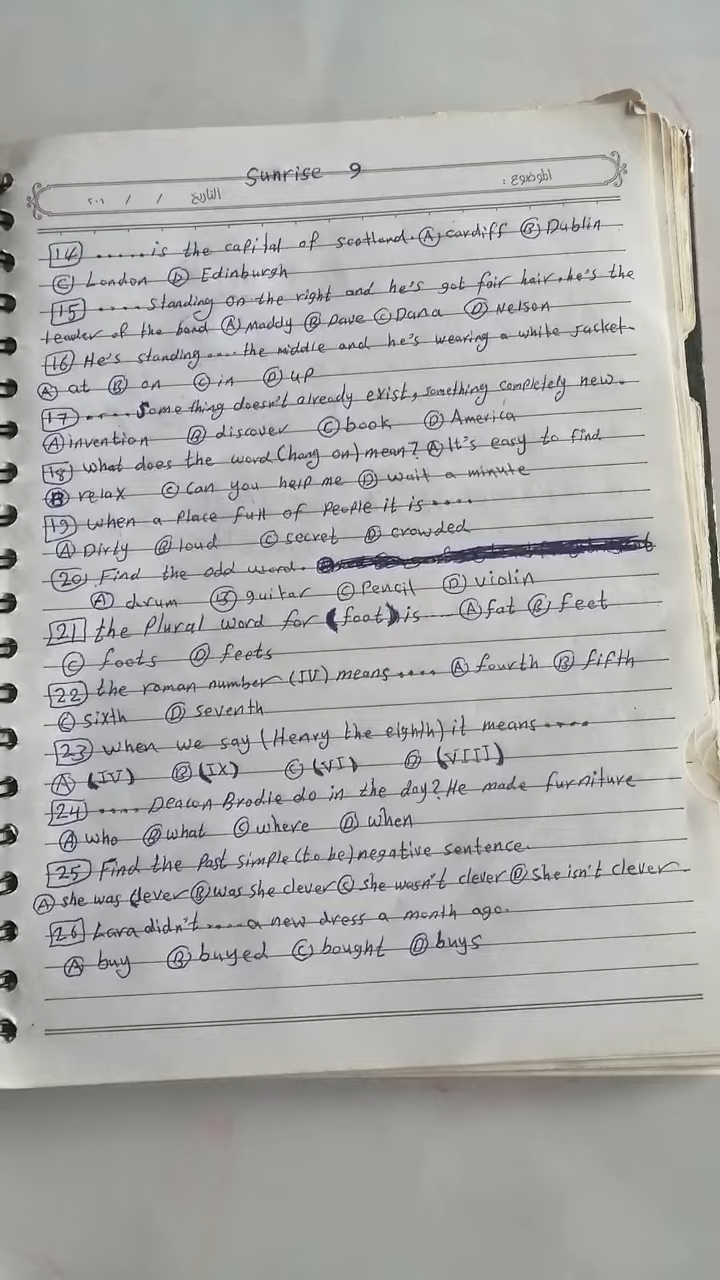 Sunrise 9
الموضوع :
التاريخ / / ٢٠١
14 ...... is the capital of scotland. Ⓐ cardiff Ⓑ Dublin
Ⓒ London Ⓓ Edinburgh
15 ..... Standing on the right and he's got fair hair, he's the
leader of the band Ⓐ Maddy Ⓑ Dave Ⓒ Dana Ⓓ Nelson
16 He's standing .... the middle and he's wearing a white Jacket.
Ⓐ at Ⓑ on Ⓒ in Ⓓ up
17 ..... Some thing doesn't already exist, something completely new.
Ⓐ invention Ⓑ discover Ⓒ book Ⓓ America
18 What does the word (hang on) mean? Ⓐ It's easy to find
Ⓑ relax Ⓒ Can you help me Ⓓ wait a minute
19 when a Place full of People it is ....
Ⓐ Dirty Ⓑ loud Ⓒ secret Ⓓ crowded
20 Find the odd word.
Ⓐ drum Ⓑ guitar Ⓒ Pencil Ⓓ violin
21 the Plural word for (foot) is .... Ⓐ fat Ⓑ feet
Ⓒ foots Ⓓ feets
22 the roman number (IV) means .... Ⓐ fourth Ⓑ fifth
Ⓒ sixth Ⓓ seventh
23 when we say (Henry the eighth) it means ....
Ⓐ (IV) Ⓑ (IX) Ⓒ (VI) Ⓓ (VIII)
24 .... Deacon Brodie do in the day? He made furniture
Ⓐ who Ⓑ what Ⓒ where Ⓓ when
25 Find the Past simple (to be) negative sentence.
Ⓐ she was clever Ⓑ was she clever Ⓒ she wasn't clever Ⓓ She isn't clever
26 Lara didn't .... a new dress a month ago.
Ⓐ buy Ⓑ buyed Ⓒ bought Ⓓ buys